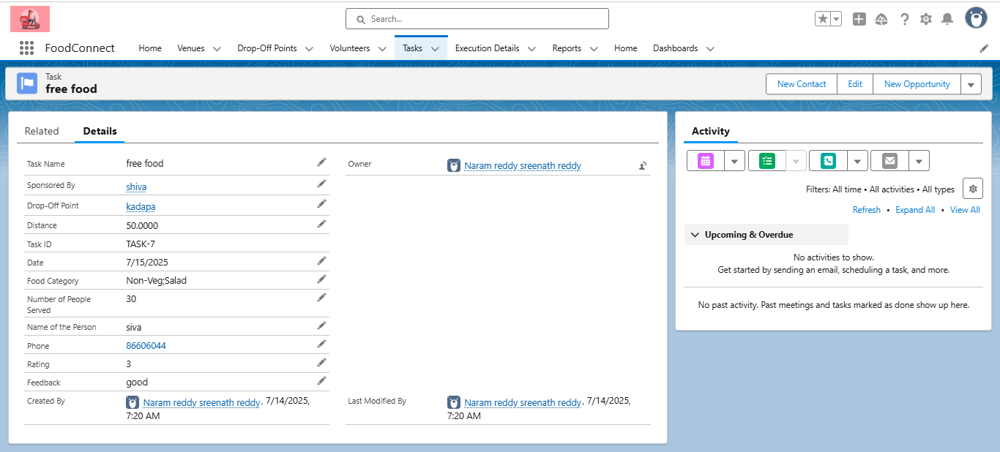 Search...
FoodConnect
Home
Venues
Drop-Off Points
Volunteers
Tasks
Execution Details
Reports
Home
Dashboards
Task
free food
New Contact
Edit
New Opportunity
Related
Details
Task Name
free food
Owner
Naram reddy sreenath reddy
Sponsored By
shiva
Drop-Off Point
kadapa
Distance
50.0000
Task ID
TASK-7
Date
7/15/2025
Food Category
Non-Veg;Salad
Number of People
Served
30
Name of the Person
siva
Phone
86606044
Rating
3
Feedback
good
Created By
Naram reddy sreenath reddy, 7/14/2025,
7:20 AM
Last Modified By
Naram reddy sreenath reddy, 7/14/2025,
7:20 AM
Activity
Filters: All time • All activities • All types
Refresh • Expand All • View All
Upcoming & Overdue
No activities to show.
Get started by sending an email, scheduling a task, and more.
No past activity. Past meetings and tasks marked as done show up here.